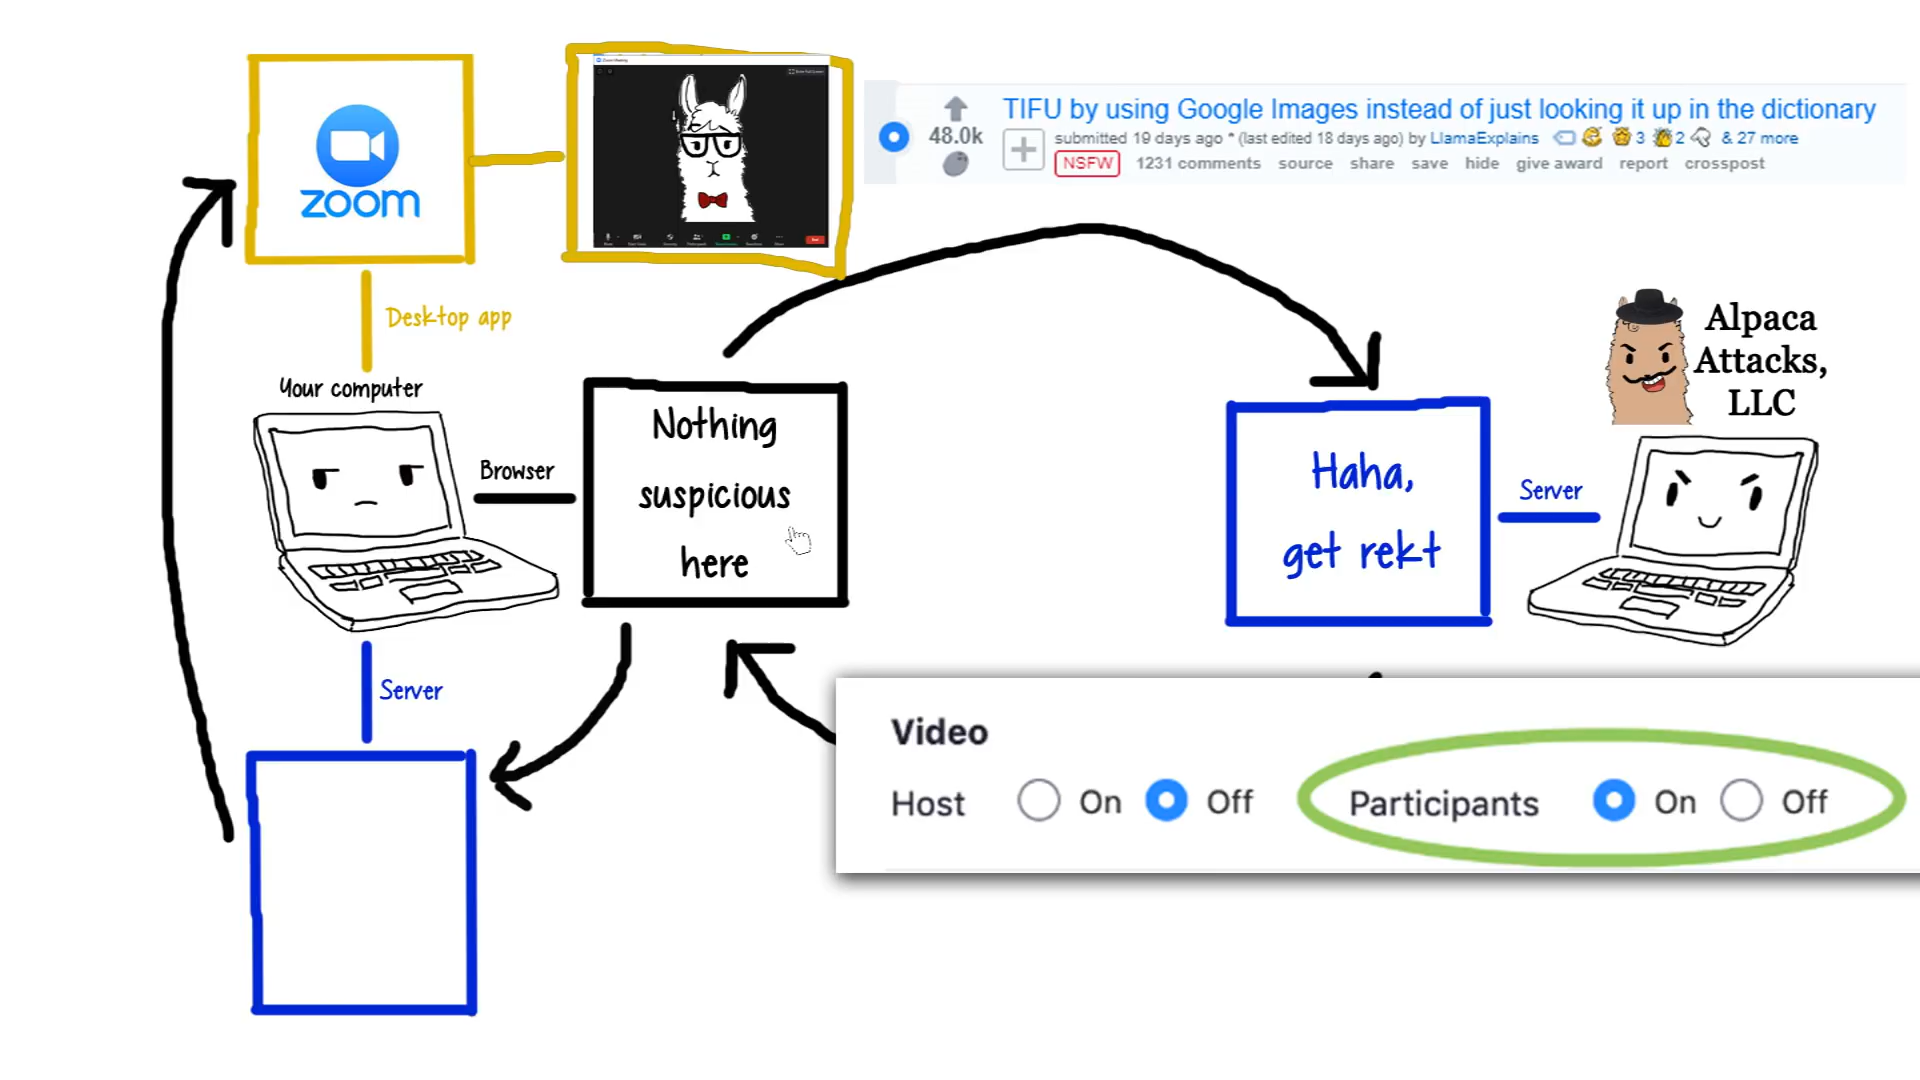 zoom
Zoom Meeting
TIFU by using Google Images instead of just looking it up in the dictionary
48.0k
submitted 19 days ago * (last edited 18 days ago) by LlamaExplains 3 2 & 27 more
NSFW 1231 comments source share save hide give award report crosspost
Desktop app
Your computer
Browser
Nothing
suspicious
here
Alpaca
Attacks,
LLC
Haha,
get rekt
Server
Server
Video
Host On Off Participants On Off